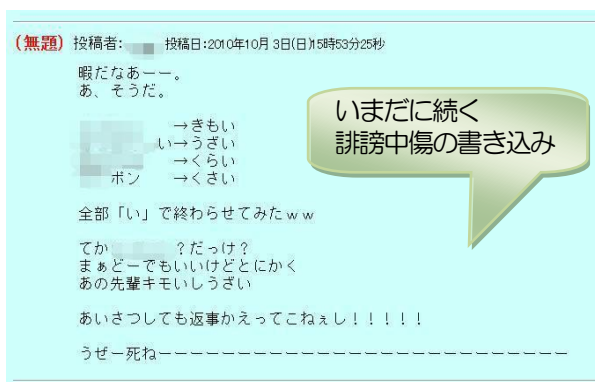 (無題) 投稿者: 投稿日:2010年10月 3日(日)15時53分25秒
暇だなあーー。
あ、そうだ。
→きもい
い→うざい
→くらい
ボン →くさい
全部「い」で終わらせてみたｗｗ
てか ？だっけ？
まぁどーでもいいけどとにかく
あの先輩キモいしうざい
あいさつしても返事かえってこねぇし！！！！！
うぜー死ねーーーーーーーーーーーーーーーーーーーーーーーーーー
いまだに続く
誹謗中傷の書き込み